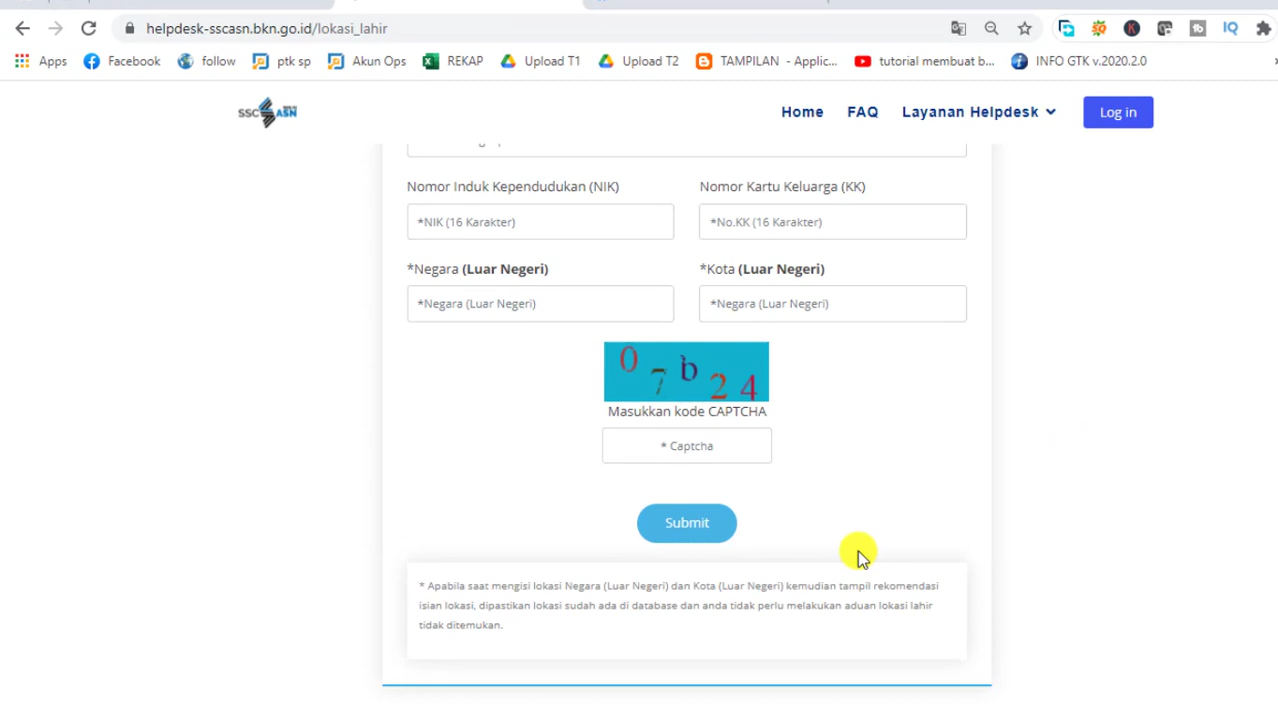 helpdesk-sscasn.bkn.go.id/lokasi_lahir
Apps Facebook follow ptk sp Akun Ops REKAP Upload T1 Upload T2 TAMPILAN - Applic... tutorial membuat b... INFO GTK v.2020.2.0
SSCASN Home FAQ Layanan Helpdesk Log in
Nomor Induk Kependudukan (NIK) Nomor Kartu Keluarga (KK)
*NIK (16 Karakter) *No.KK (16 Karakter)
*Negara (Luar Negeri) *Kota (Luar Negeri)
*Negara (Luar Negeri) *Negara (Luar Negeri)
07b24
Masukkan kode CAPTCHA
* Captcha
Submit
* Apabila saat mengisi lokasi Negara (Luar Negeri) dan Kota (Luar Negeri) kemudian tampil rekomendasi
isian lokasi, dipastikan lokasi sudah ada di database dan anda tidak perlu melakukan aduan lokasi lahir
tidak ditemukan.